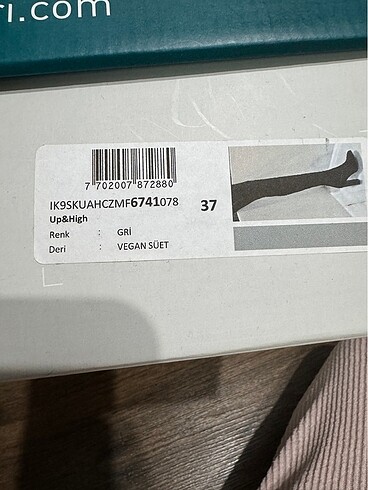 ri.com
7 702007 872880
IK9SKUAHCZMF6741078 37
Up&High
Renk : GRİ
Deri : VEGAN SÜET